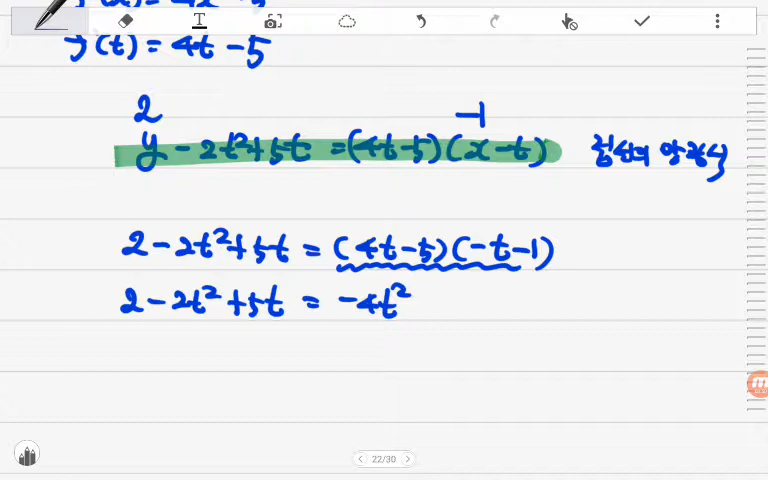 y'(t) = 4t - 5
2 -1
y - 2t² + 5t = (4t - 5)(x - t) 접선의 방정식
2 - 2t² + 5t = (4t - 5)(-t - 1)
2 - 2t² + 5t = -4t²
22/30